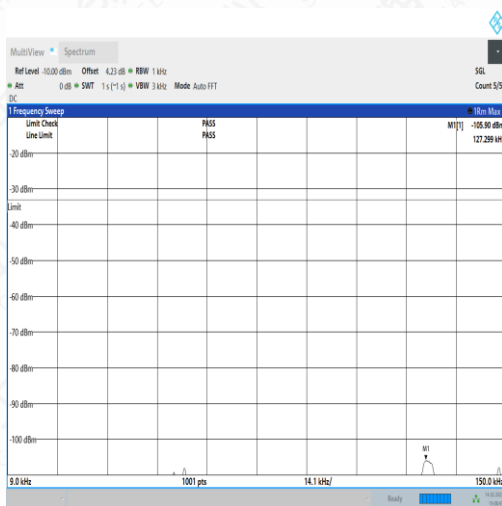 MultiView Spectrum
Ref Level -10.00 dBm Offset 4.23 dB RBW 1 kHz SGL
Att 0 dB SWT 1 s (~1 s) VBW 3 kHz Mode Auto FFT Count 5/5
DC
1 Frequency Sweep 1Rm Max
Limit Check PASS M1[1] -105.90 dBm
Line Limit PASS 127.299 kHz
-20 dBm
-30 dBm
Limit
-40 dBm
-50 dBm
-60 dBm
-70 dBm
-80 dBm
-90 dBm
-100 dBm
M1
9.0 kHz 1001 pts 14.1 kHz/ 150.0 kHz
Ready